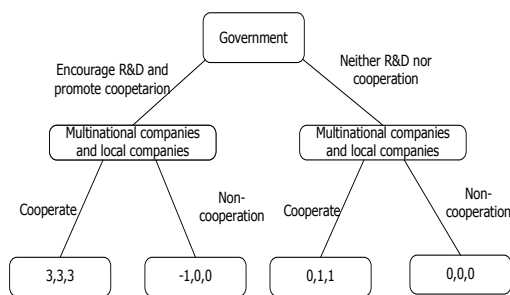 Government
Encourage R&D and
promote coopetarion
Neither R&D nor
cooperation
Multinational companies
and local companies
Multinational companies
and local companies
Cooperate
Non-
cooperation
Cooperate
Non-
cooperation
3,3,3
-1,0,0
0,1,1
0,0,0